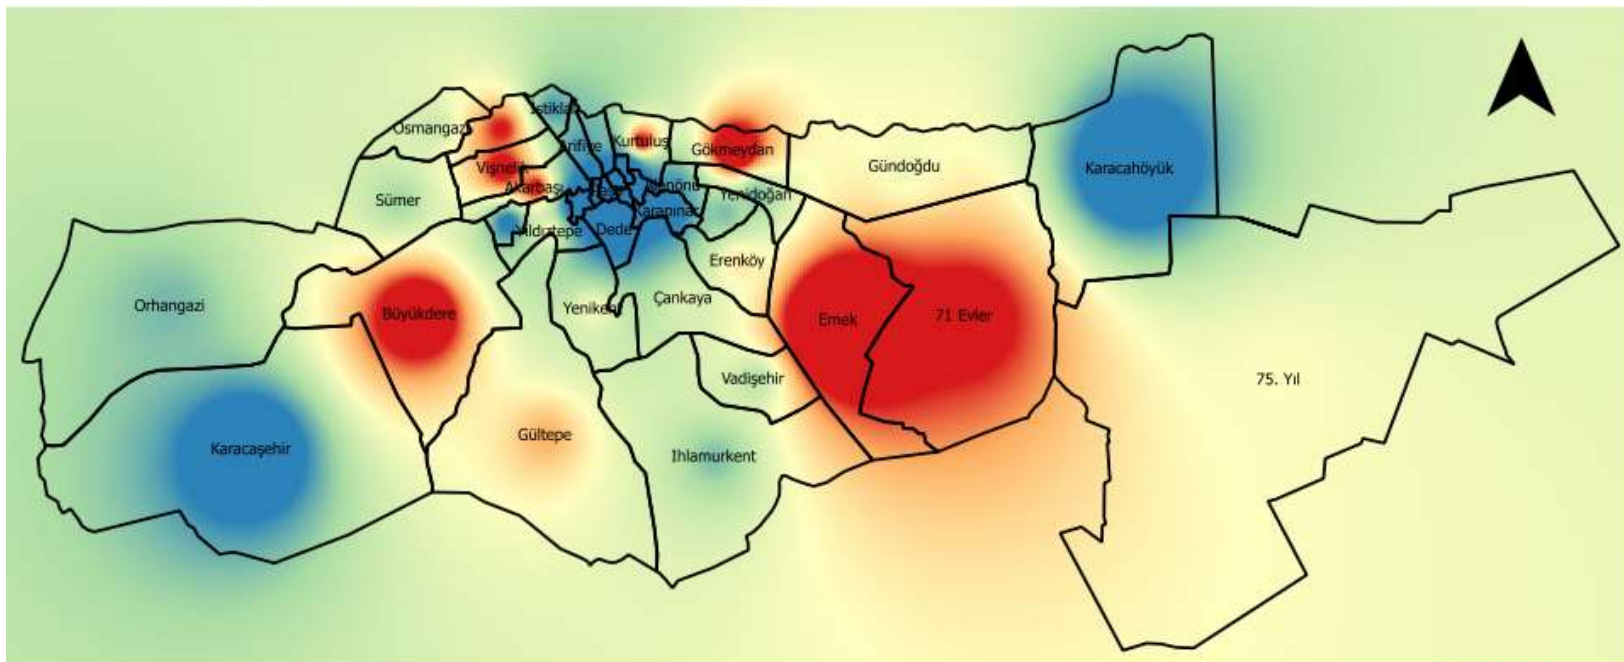 İstiklal
Osmangazi
Kurtuluş
Arifiye
Gökmeydan
Vişnelik
Gündoğdu
Karacahöyük
Akarbaşı
Yenidoğan
Sümer
Karapınar
Yıldıztepe
Dede
Erenköy
Çankaya
Orhangazi
Yenikent
Büyükdere
Emek
71 Evler
Vadişehir
75. Yıl
Gültepe
Karacaşehir
Ihlamurkent